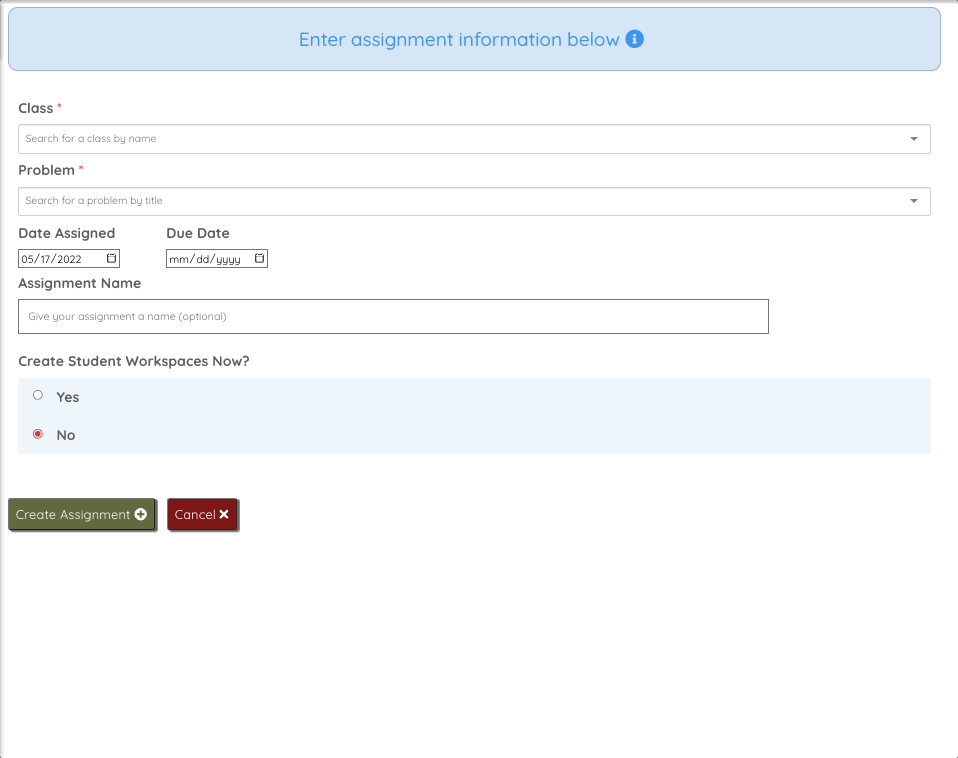 Enter assignment information below
Class *
Search for a class by name
Problem *
Search for a problem by title
Date Assigned Due Date
05/17/2022 mm/dd/yyyy
Assignment Name
Give your assignment a name (optional)
Create Student Workspaces Now?
Yes
No
Create Assignment Cancel